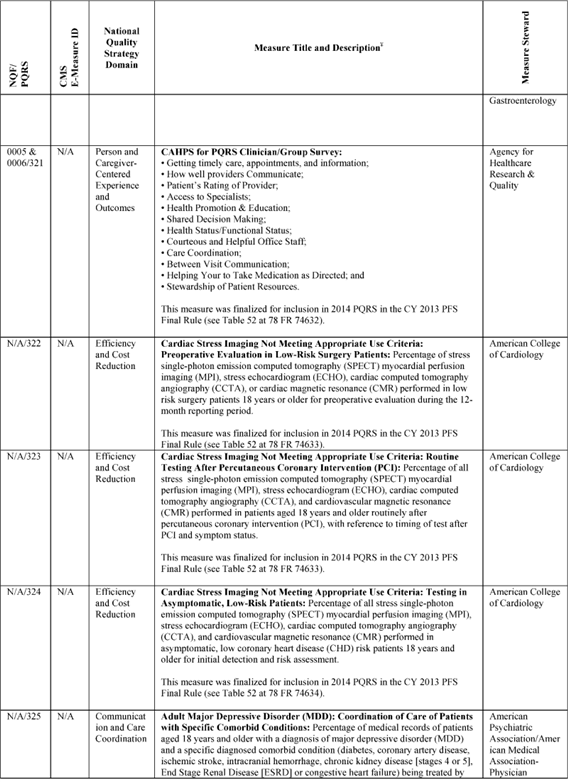 NQF/
PQRS
CMS
E-Measure ID
National
Quality
Strategy
Domain
Measure Title and Description¥
Measure Steward
Gastroenterology
0005 &
0006/321
N/A
Person and
Caregiver-
Centered
Experience
and
Outcomes
CAHPS for PQRS Clinician/Group Survey:
• Getting timely care, appointments, and information;
• How well providers Communicate;
• Patient's Rating of Provider;
• Access to Specialists;
• Health Promotion & Education;
• Shared Decision Making;
• Health Status/Functional Status;
• Courteous and Helpful Office Staff;
• Care Coordination;
• Between Visit Communication;
• Helping Your to Take Medication as Directed; and
• Stewardship of Patient Resources.
This measure was finalized for inclusion in 2014 PQRS in the CY 2013 PFS
Final Rule (see Table 52 at 78 FR 74632).
Agency for
Healthcare
Research &
Quality
N/A/322
N/A
Efficiency
and Cost
Reduction
Cardiac Stress Imaging Not Meeting Appropriate Use Criteria:
Preoperative Evaluation in Low-Risk Surgery Patients: Percentage of stress
single-photon emission computed tomography (SPECT) myocardial perfusion
imaging (MPI), stress echocardiogram (ECHO), cardiac computed tomography
angiography (CCTA), or cardiac magnetic resonance (CMR) performed in low
risk surgery patients 18 years or older for preoperative evaluation during the 12-
month reporting period.
This measure was finalized for inclusion in 2014 PQRS in the CY 2013 PFS
Final Rule (see Table 52 at 78 FR 74633).
American College
of Cardiology
N/A/323
N/A
Efficiency
and Cost
Reduction
Cardiac Stress Imaging Not Meeting Appropriate Use Criteria: Routine
Testing After Percutaneous Coronary Intervention (PCI): Percentage of all
stress single-photon emission computed tomography (SPECT) myocardial
perfusion imaging (MPI), stress echocardiogram (ECHO), cardiac computed
tomography angiography (CCTA), and cardiovascular magnetic resonance
(CMR) performed in patients aged 18 years and older routinely after
percutaneous coronary intervention (PCI), with reference to timing of test after
PCI and symptom status.
This measure was finalized for inclusion in 2014 PQRS in the CY 2013 PFS
Final Rule (see Table 52 at 78 FR 74633).
American College
of Cardiology
N/A/324
N/A
Efficiency
and Cost
Reduction
Cardiac Stress Imaging Not Meeting Appropriate Use Criteria: Testing in
Asymptomatic, Low-Risk Patients: Percentage of all stress single-photon
emission computed tomography (SPECT) myocardial perfusion imaging (MPI),
stress echocardiogram (ECHO), cardiac computed tomography angiography
(CCTA), and cardiovascular magnetic resonance (CMR) performed in
asymptomatic, low coronary heart disease (CHD) risk patients 18 years and
older for initial detection and risk assessment.
This measure was finalized for inclusion in 2014 PQRS in the CY 2013 PFS
Final Rule (see Table 52 at 78 FR 74634).
American College
of Cardiology
N/A/325
N/A
Communicat
ion and Care
Coordination
Adult Major Depressive Disorder (MDD): Coordination of Care of Patients
with Specific Comorbid Conditions: Percentage of medical records of patients
aged 18 years and older with a diagnosis of major depressive disorder (MDD)
and a specific diagnosed comorbid condition (diabetes, coronary artery disease,
ischemic stroke, intracranial hemorrhage, chronic kidney disease [stages 4 or 5],
End Stage Renal Disease [ESRD] or congestive heart failure) being treated by
American
Psychiatric
Association/Amer
ican Medical
Association-
Physician